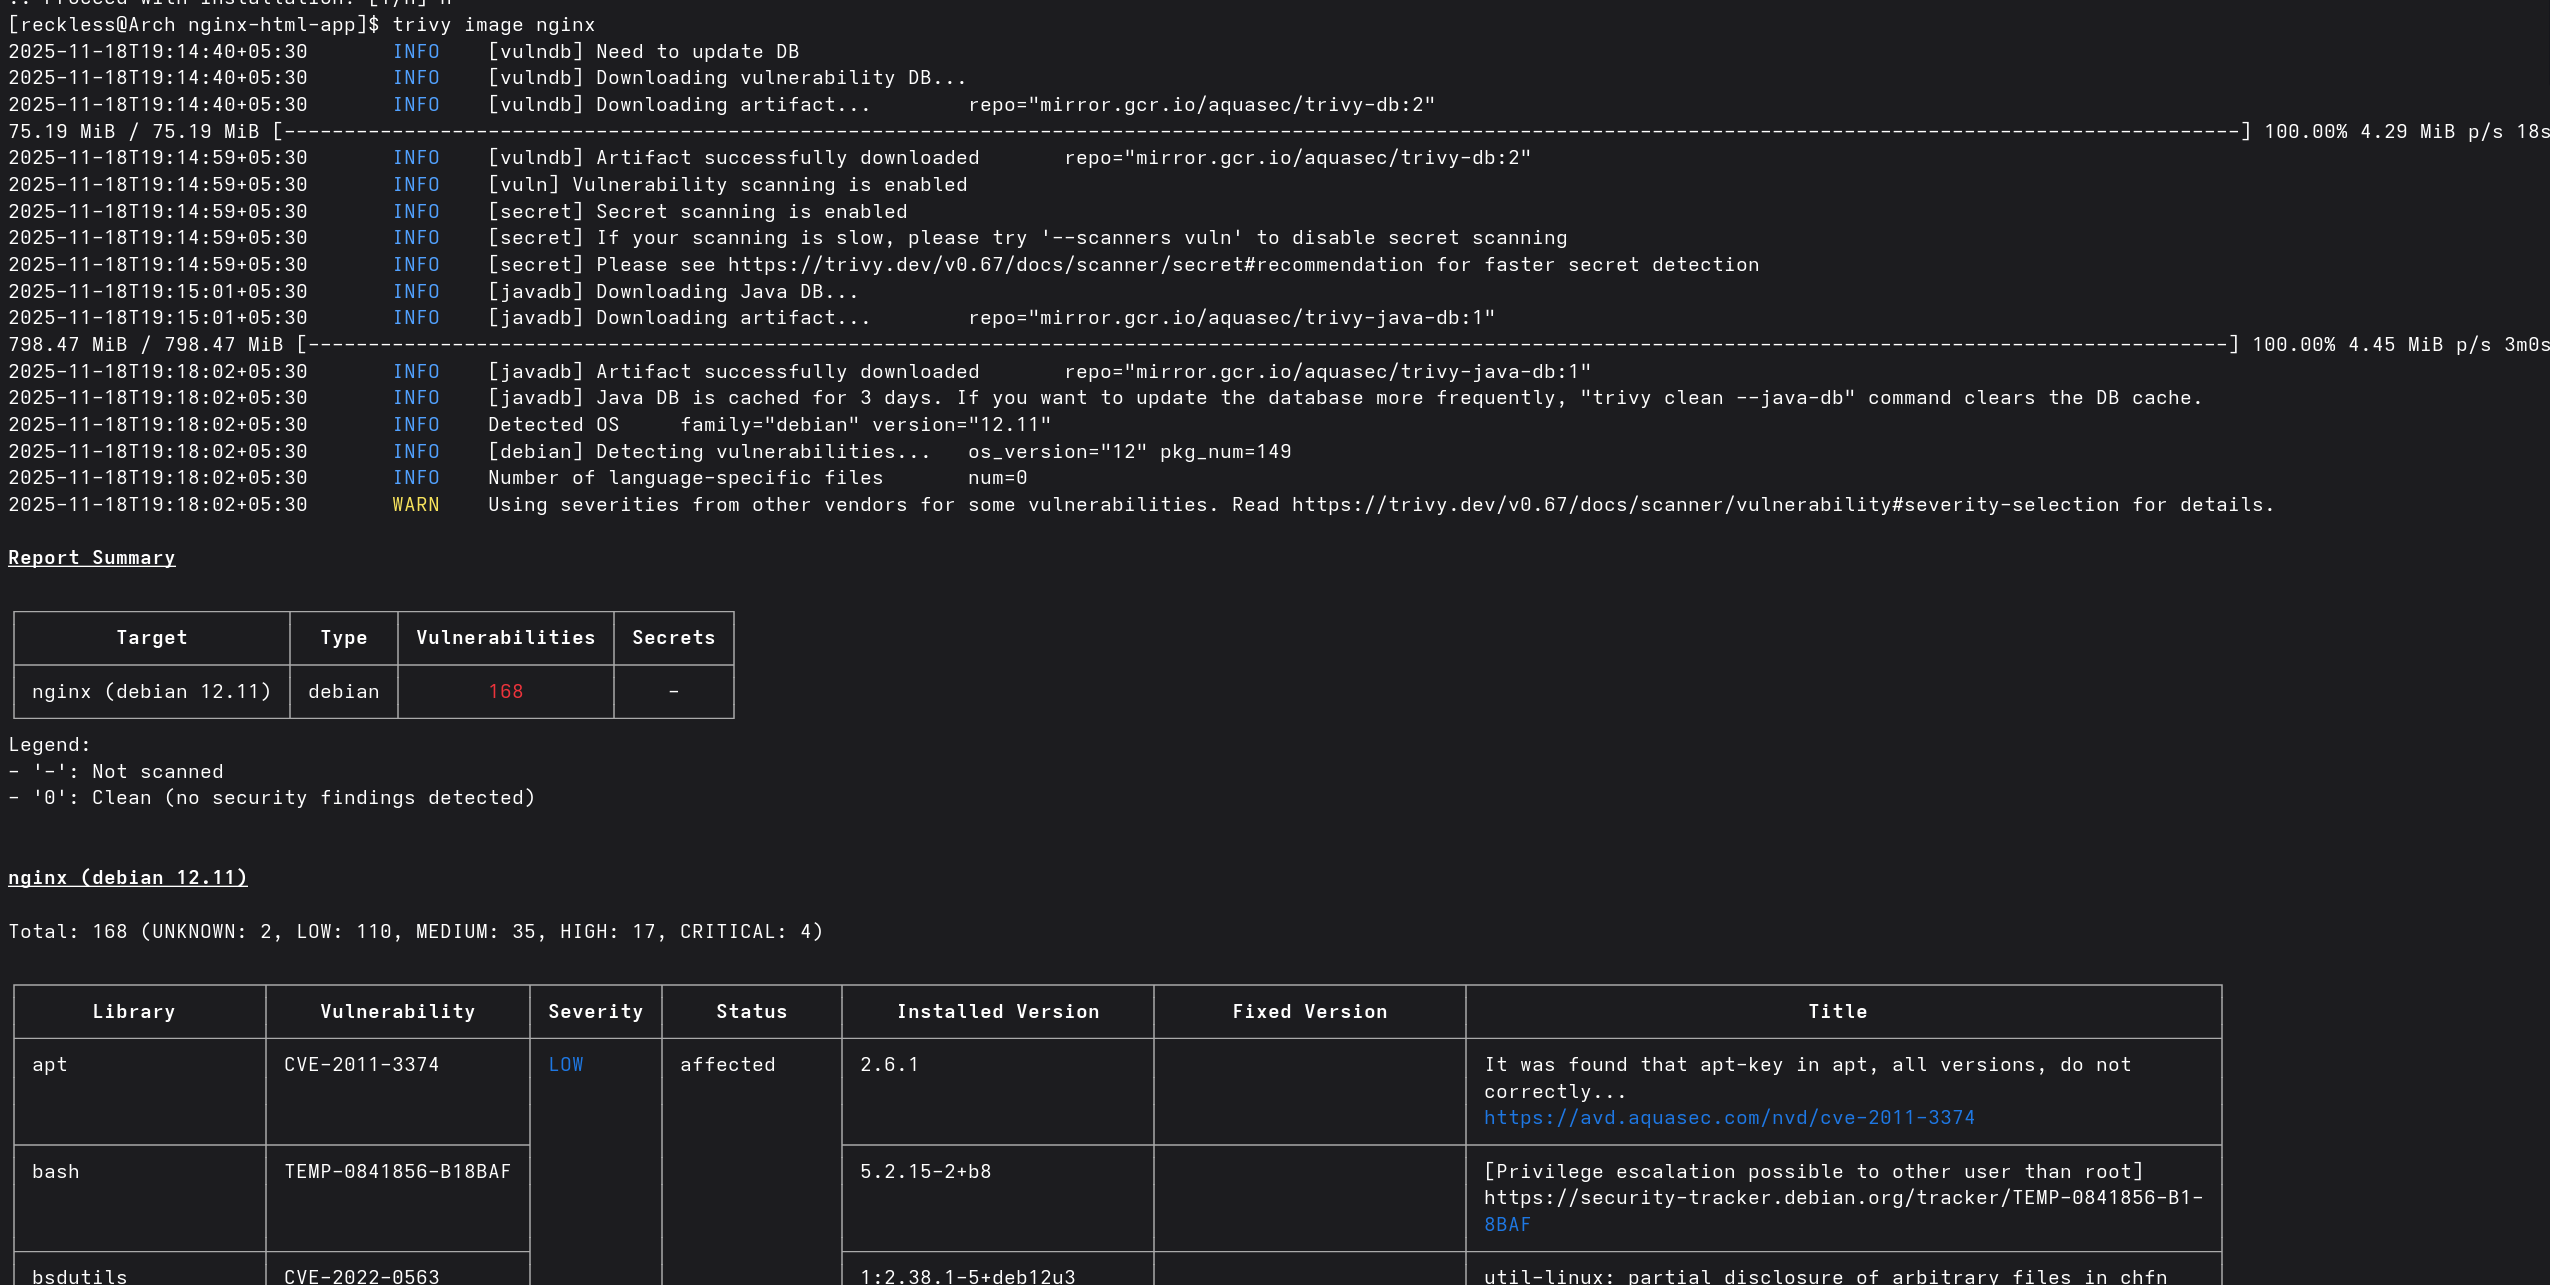 :: Proceed with installation? [Y/n] n
[reckless@Arch nginx-html-app]$ trivy image nginx
2025-11-18T19:14:40+05:30 INFO [vulndb] Need to update DB
2025-11-18T19:14:40+05:30 INFO [vulndb] Downloading vulnerability DB...
2025-11-18T19:14:40+05:30 INFO [vulndb] Downloading artifact... repo="mirror.gcr.io/aquasec/trivy-db:2"
75.19 MiB / 75.19 MiB [-------------------------------------------------------------------------------] 100.00% 4.29 MiB p/s 18s
2025-11-18T19:14:59+05:30 INFO [vulndb] Artifact successfully downloaded repo="mirror.gcr.io/aquasec/trivy-db:2"
2025-11-18T19:14:59+05:30 INFO [vuln] Vulnerability scanning is enabled
2025-11-18T19:14:59+05:30 INFO [secret] Secret scanning is enabled
2025-11-18T19:14:59+05:30 INFO [secret] If your scanning is slow, please try '--scanners vuln' to disable secret scanning
2025-11-18T19:14:59+05:30 INFO [secret] Please see https://trivy.dev/v0.67/docs/scanner/secret#recommendation for faster secret detection
2025-11-18T19:15:01+05:30 INFO [javadb] Downloading Java DB...
2025-11-18T19:15:01+05:30 INFO [javadb] Downloading artifact... repo="mirror.gcr.io/aquasec/trivy-java-db:1"
798.47 MiB / 798.47 MiB [-------------------------------------------------------------------------------] 100.00% 4.45 MiB p/s 3m0s
2025-11-18T19:18:02+05:30 INFO [javadb] Artifact successfully downloaded repo="mirror.gcr.io/aquasec/trivy-java-db:1"
2025-11-18T19:18:02+05:30 INFO [javadb] Java DB is cached for 3 days. If you want to update the database more frequently, "trivy clean --java-db" command clears the DB cache.
2025-11-18T19:18:02+05:30 INFO Detected OS family="debian" version="12.11"
2025-11-18T19:18:02+05:30 INFO [debian] Detecting vulnerabilities... os_version="12" pkg_num=149
2025-11-18T19:18:02+05:30 INFO Number of language-specific files num=0
2025-11-18T19:18:02+05:30 WARN Using severities from other vendors for some vulnerabilities. Read https://trivy.dev/v0.67/docs/scanner/vulnerability#severity-selection for details.
Report Summary
Target Type Vulnerabilities Secrets
nginx (debian 12.11) debian 168 -
Legend:
- '-': Not scanned
- '0': Clean (no security findings detected)
nginx (debian 12.11)
Total: 168 (UNKNOWN: 2, LOW: 110, MEDIUM: 35, HIGH: 17, CRITICAL: 4)
Library Vulnerability Severity Status Installed Version Fixed Version Title
apt CVE-2011-3374 LOW affected 2.6.1 It was found that apt-key in apt, all versions, do not
correctly...
https://avd.aquasec.com/nvd/cve-2011-3374
bash TEMP-0841856-B18BAF 5.2.15-2+b8 [Privilege escalation possible to other user than root]
https://security-tracker.debian.org/tracker/TEMP-0841856-B1-
8BAF
bsdutils CVE-2022-0563 1:2.38.1-5+deb12u3 util-linux: partial disclosure of arbitrary files in chfn